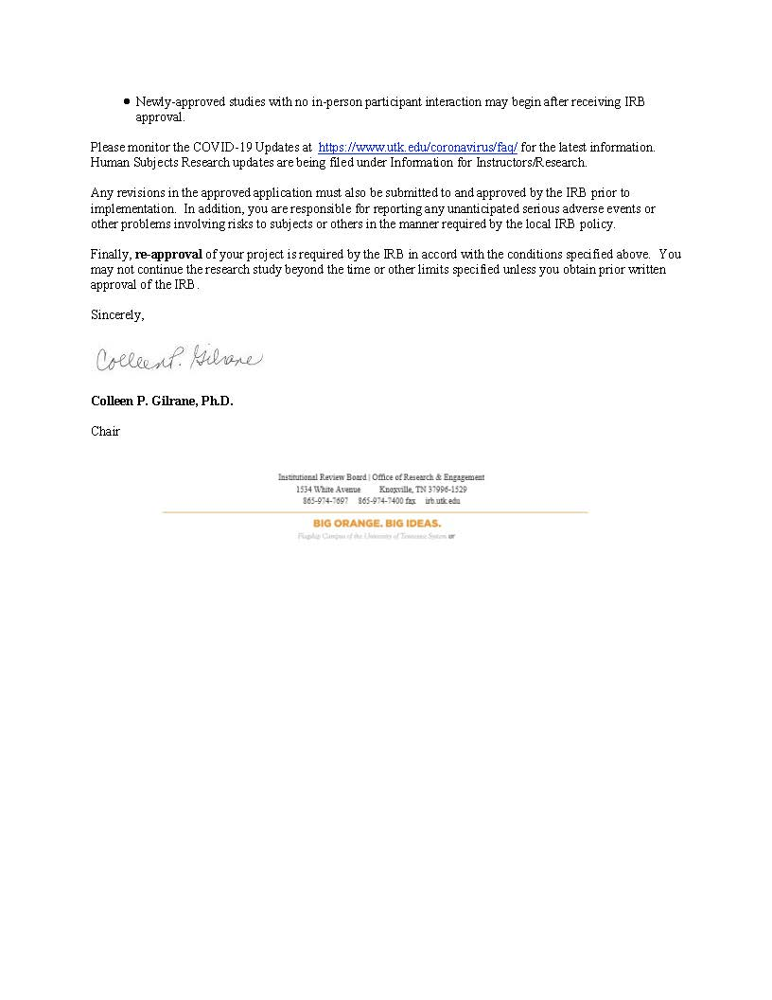 • Newly-approved studies with no in-person participant interaction may begin after receiving IRB
approval.
Please monitor the COVID-19 Updates at https://www.utk.edu/coronavirus/faq/ for the latest information.
Human Subjects Research updates are being filed under Information for Instructors/Research.
Any revisions in the approved application must also be submitted to and approved by the IRB prior to
implementation. In addition, you are responsible for reporting any unanticipated serious adverse events or
other problems involving risks to subjects or others in the manner required by the local IRB policy.
Finally, re-approval of your project is required by the IRB in accord with the conditions specified above. You
may not continue the research study beyond the time or other limits specified unless you obtain prior written
approval of the IRB.
Sincerely,
Colleen P. Gilrane
Colleen P. Gilrane, Ph.D.
Chair
Institutional Review Board | Office of Research & Engagement
1534 White Avenue Knoxville, TN 37996-1529
865-974-7697 865-974-7400 fax irb.utk.edu
BIG ORANGE. BIG IDEAS.
Flagship Campus of the University of Tennessee System UT